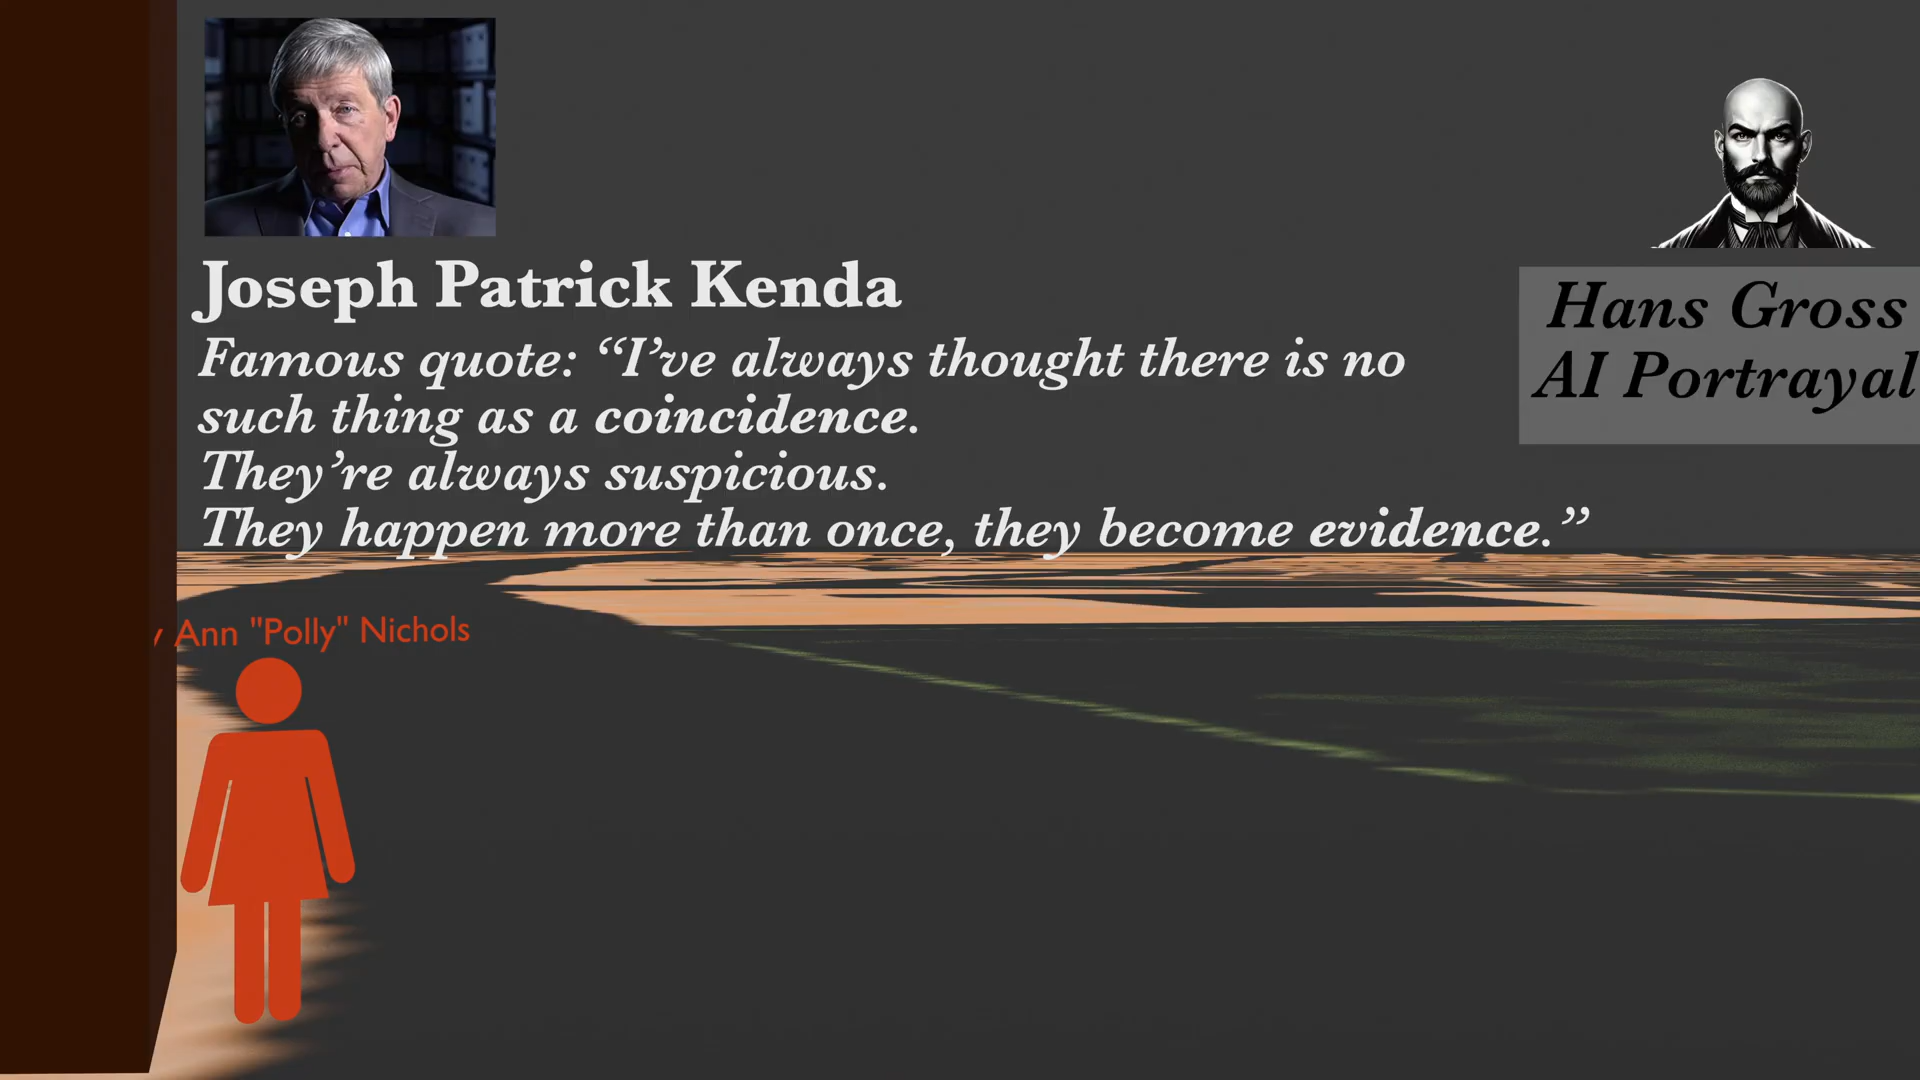 Joseph Patrick Kenda
Famous quote: “I’ve always thought there is no
such thing as a coincidence.
They’re always suspicious.
They happen more than once, they become evidence.”
Hans Gross
AI Portrayal
y Ann "Polly" Nichols